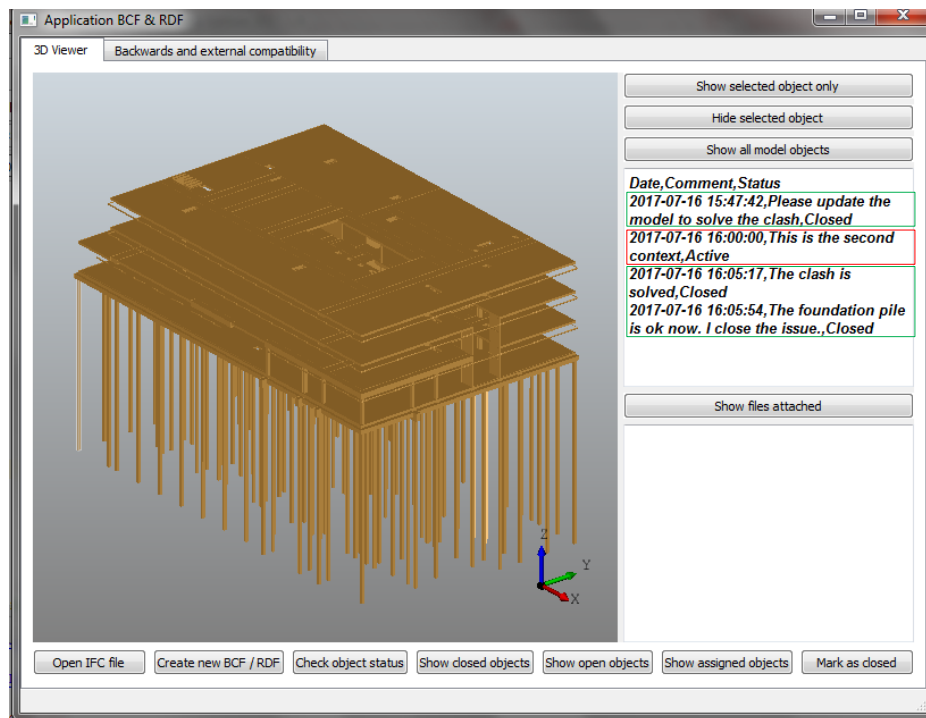 Application BCF & RDF
3D Viewer
Backwards and external compatibility
Show selected object only
Hide selected object
Show all model objects
Date,Comment,Status
2017-07-16 15:47:42,Please update the
model to solve the clash,Closed
2017-07-16 16:00:00,This is the second
context,Active
2017-07-16 16:05:17,The clash is
solved,Closed
2017-07-16 16:05:54,The foundation pile
is ok now. I close the issue.,Closed
Show files attached
Z
Y
X
Open IFC file
Create new BCF / RDF
Check object status
Show closed objects
Show open objects
Show assigned objects
Mark as closed